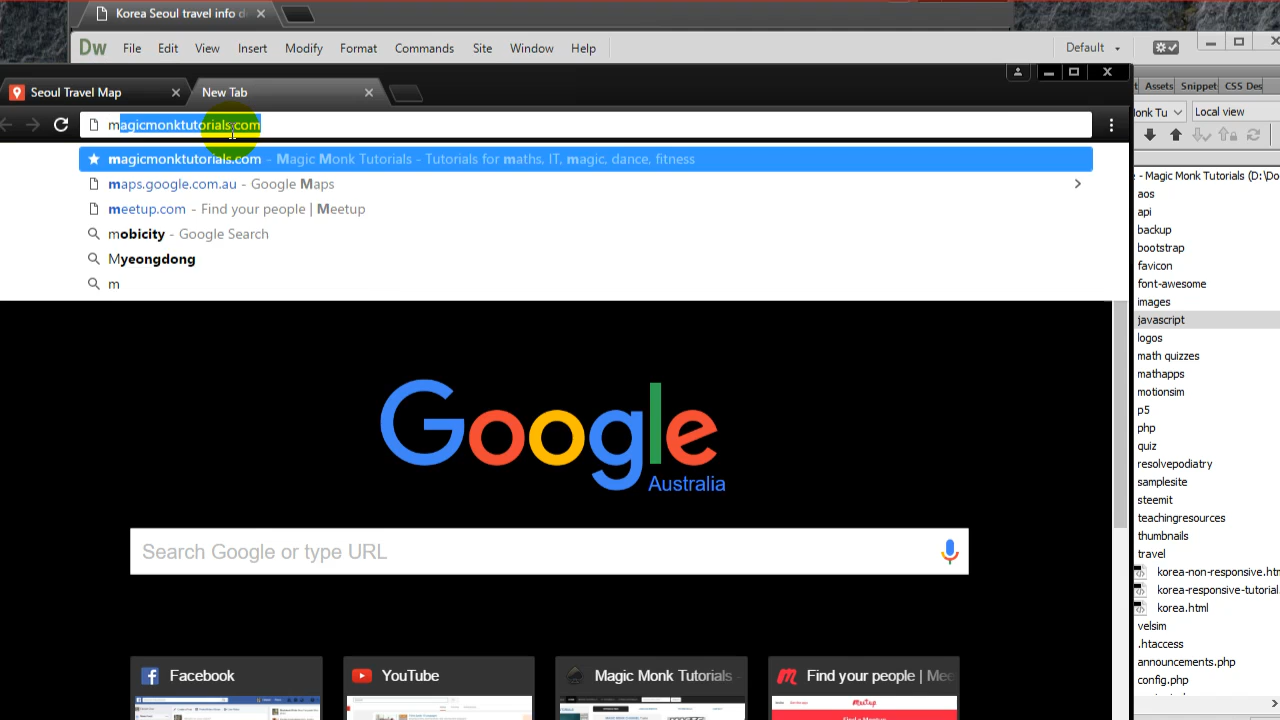 Korea Seoul travel info d
Dw File Edit View Insert Modify Format Commands Site Window Help Default
Seoul Travel Map New Tab
Assets Snippet CSS Des
magicmonktutorials.com
onk Tu Local view
magicmonktutorials.com - Magic Monk Tutorials - Tutorials for maths, IT, magic, dance, fitness
maps.google.com.au - Google Maps
meetup.com - Find your people | Meetup
mobicity - Google Search
Myeongdong
m
- Magic Monk Tutorials (D:\Do
aos
api
backup
bootstrap
favicon
font-awesome
images
javascript
logos
math quizzes
mathapps
motionsim
p5
php
quiz
resolvepodiatry
samplesite
steemit
teachingresources
thumbnails
travel
korea-non-responsive.htm
korea-responsive-tutorial
korea.html
velsim
.htaccess
announcements.php
config.php
Google
Australia
Search Google or type URL
Facebook YouTube Magic Monk Tutorials - Find your people | Mee